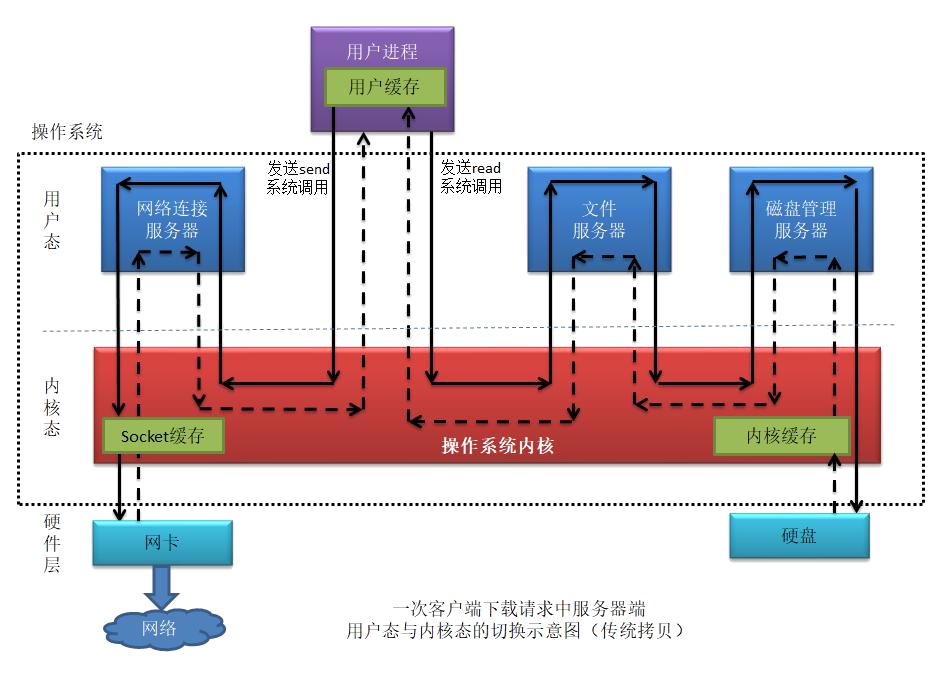 用户进程
用户缓存
操作系统
发送send
系统调用
发送read
系统调用
用户态
网络连接
服务器
文件
服务器
磁盘管理
服务器
内核态
Socket缓存
内核缓存
操作系统内核
硬件层
网卡
硬盘
网络
一次客户端下载请求中服务器端
用户态与内核态的切换示意图（传统拷贝）